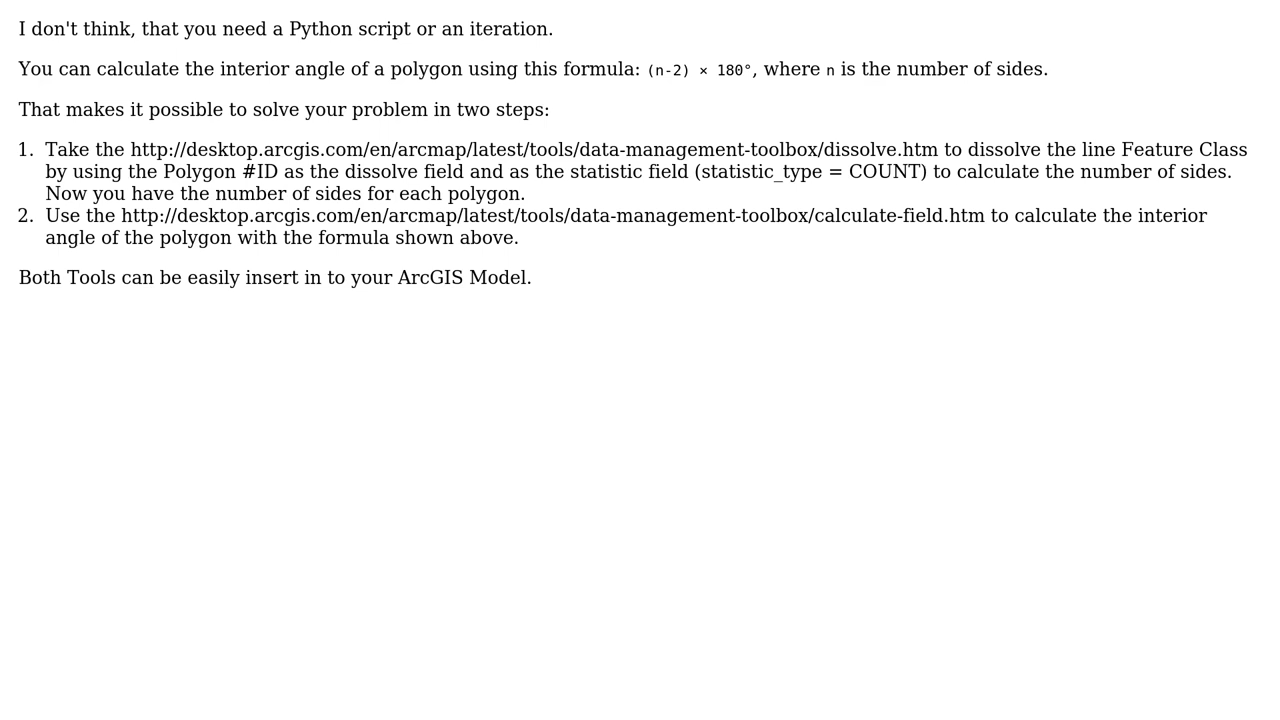 I don't think, that you need a Python script or an iteration.
You can calculate the interior angle of a polygon using this formula: (n-2) × 180°, where n is the number of sides.
That makes it possible to solve your problem in two steps:
1. Take the http://desktop.arcgis.com/en/arcmap/latest/tools/data-management-toolbox/dissolve.htm to dissolve the line Feature Class
by using the Polygon #ID as the dissolve field and as the statistic field (statistic_type = COUNT) to calculate the number of sides.
Now you have the number of sides for each polygon.
2. Use the http://desktop.arcgis.com/en/arcmap/latest/tools/data-management-toolbox/calculate-field.htm to calculate the interior
angle of the polygon with the formula shown above.
Both Tools can be easily insert in to your ArcGIS Model.